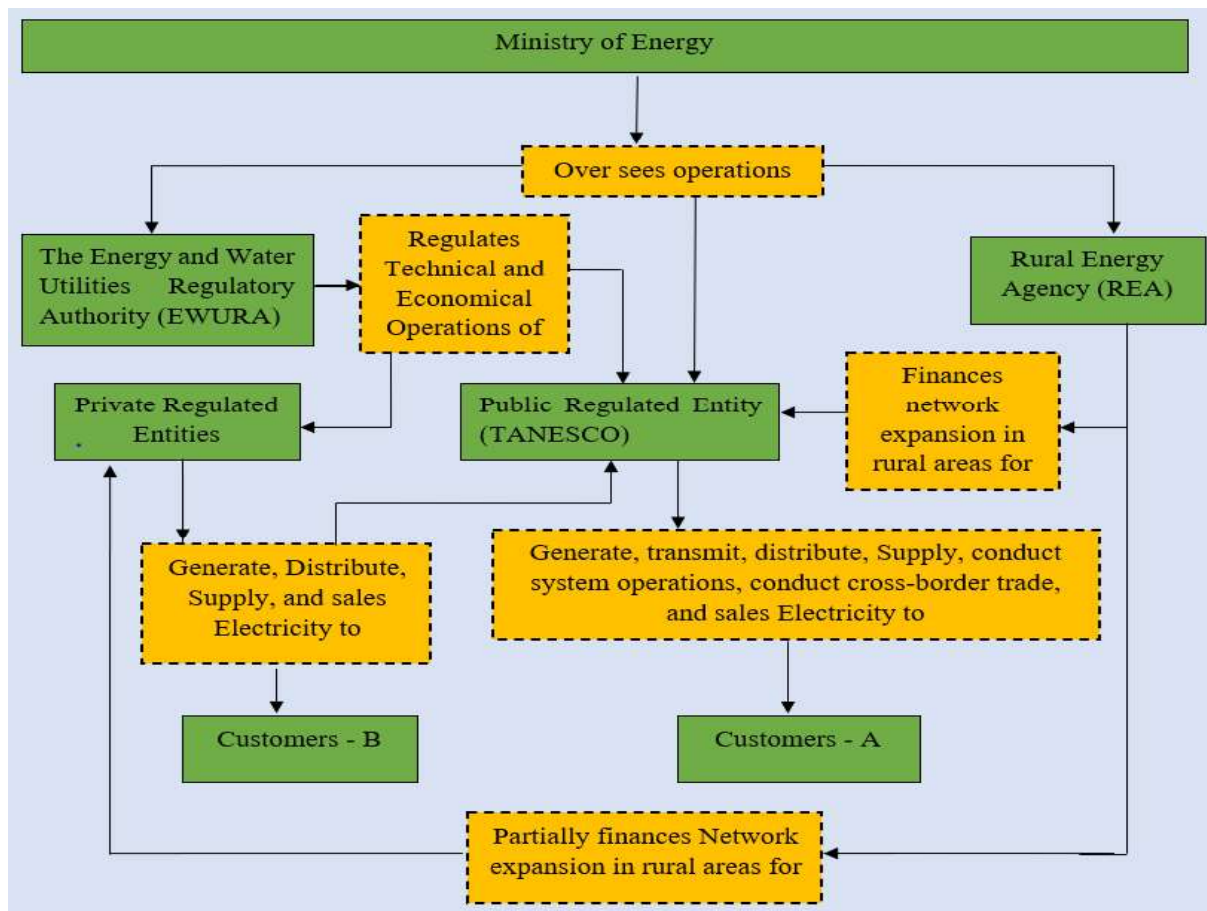 Ministry of Energy
Over sees operations
The Energy and Water
Utilities Regulatory
Authority (EWURA)
Regulates
Technical and
Economical
Operations of
Rural Energy
Agency (REA)
Private Regulated
Entities
Public Regulated Entity
(TANESCO)
Finances
network
expansion in
rural areas for
Generate, Distribute,
Supply, and sales
Electricity to
Generate, transmit, distribute, Supply, conduct
system operations, conduct cross-border trade,
and sales Electricity to
Customers - B
Customers - A
Partially finances Network
expansion in rural areas for